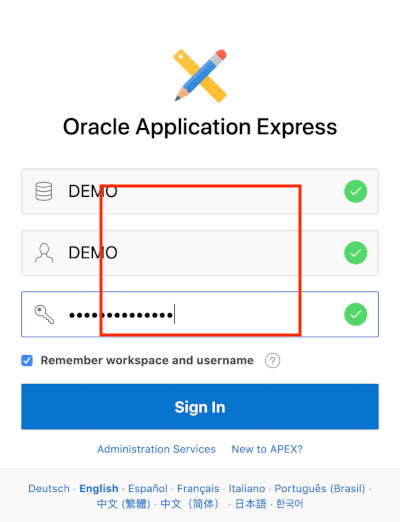 Oracle Application Express
DEMO
DEMO
••••••••••••••
Remember workspace and username ?
Sign In
Administration Services New to APEX?
Deutsch · English · Español · Français · Italiano · Português (Brasil) ·
中文 (繁體) · 中文（简体） · 日本語 · 한국어